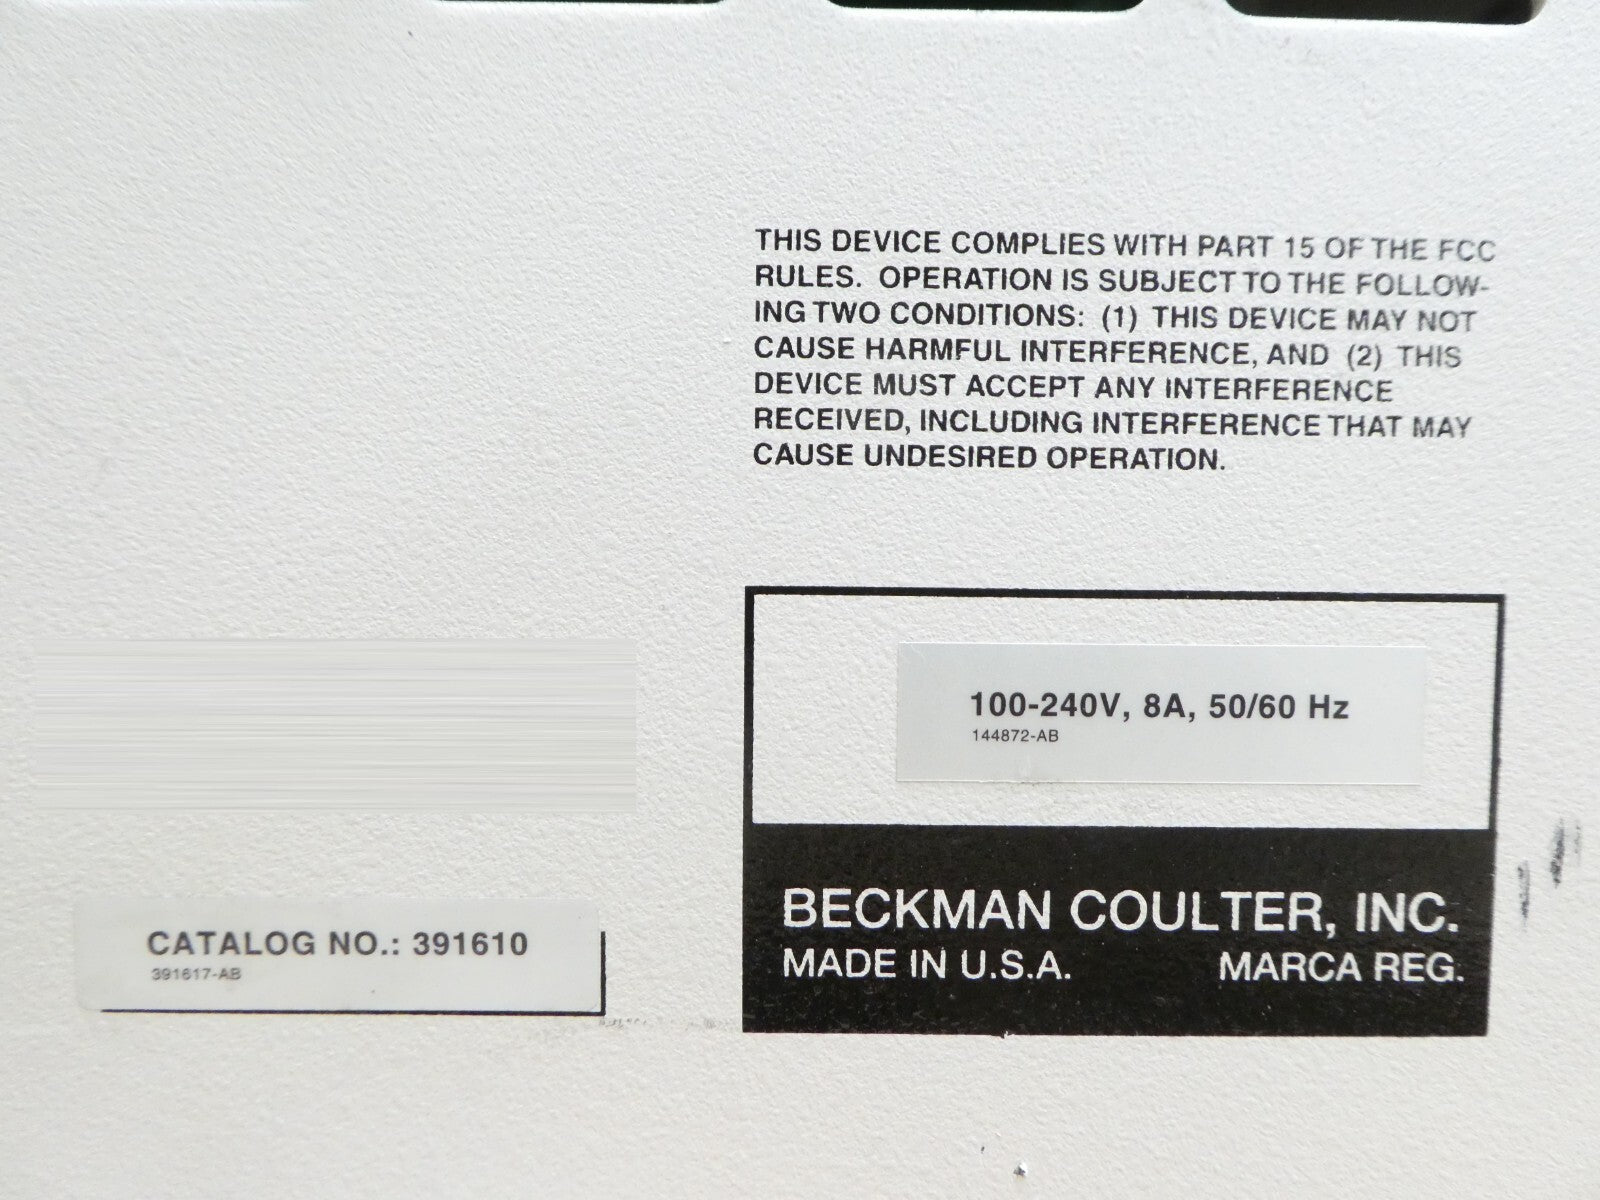 THIS DEVICE COMPLIES WITH PART 15 OF THE FCC
RULES. OPERATION IS SUBJECT TO THE FOLLOW-
ING TWO CONDITIONS: (1) THIS DEVICE MAY NOT
CAUSE HARMFUL INTERFERENCE, AND (2) THIS
DEVICE MUST ACCEPT ANY INTERFERENCE
RECEIVED, INCLUDING INTERFERENCE THAT MAY
CAUSE UNDESIRED OPERATION.
100-240V, 8A, 50/60 Hz
144872-AB
BECKMAN COULTER, INC.
MADE IN U.S.A. MARCA REG.
CATALOG NO.: 391610
391617-AB